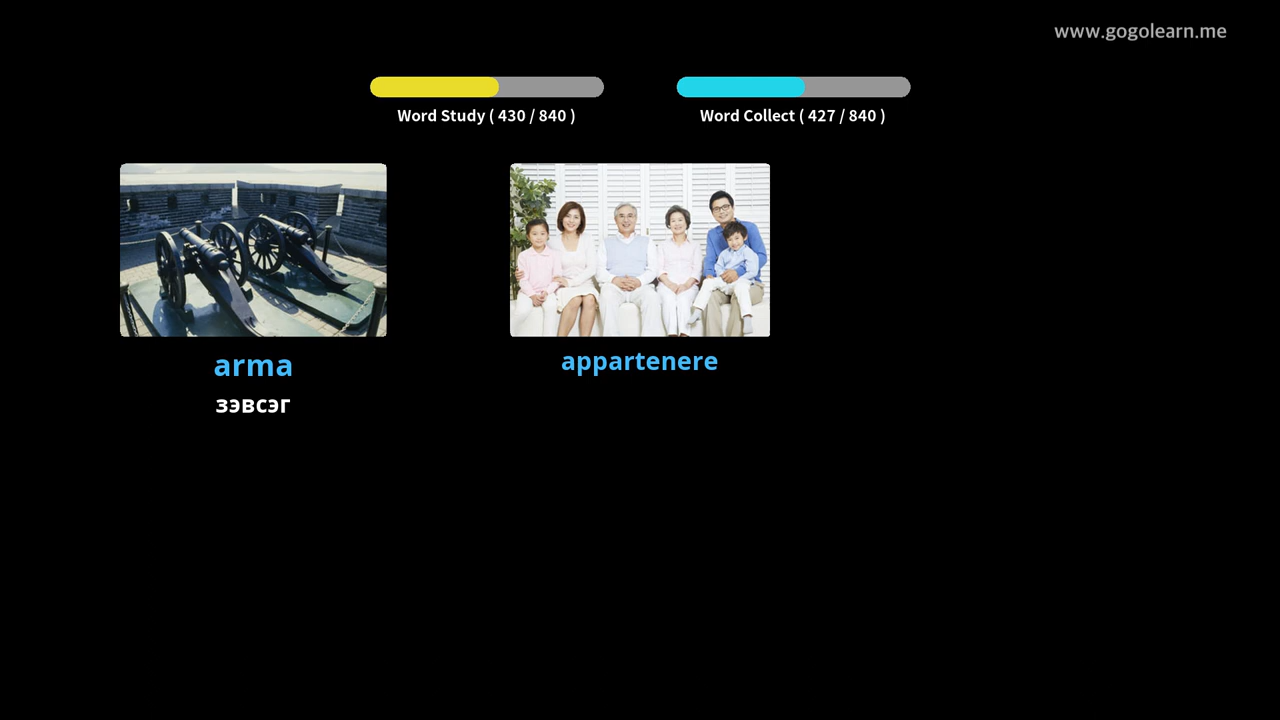 www.gogolearn.me
Word Study ( 430 / 840 )
Word Collect ( 427 / 840 )
arma
зэвсэг
appartenere